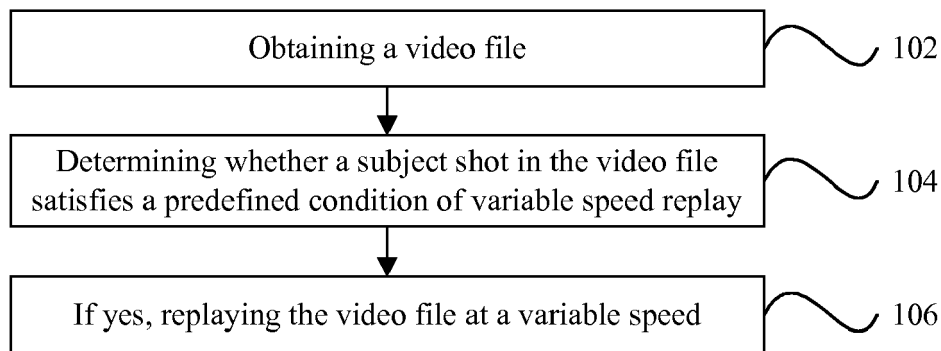 Obtaining a video file
102
Determining whether a subject shot in the video file
satisfies a predefined condition of variable speed replay
104
If yes, replaying the video file at a variable speed
106